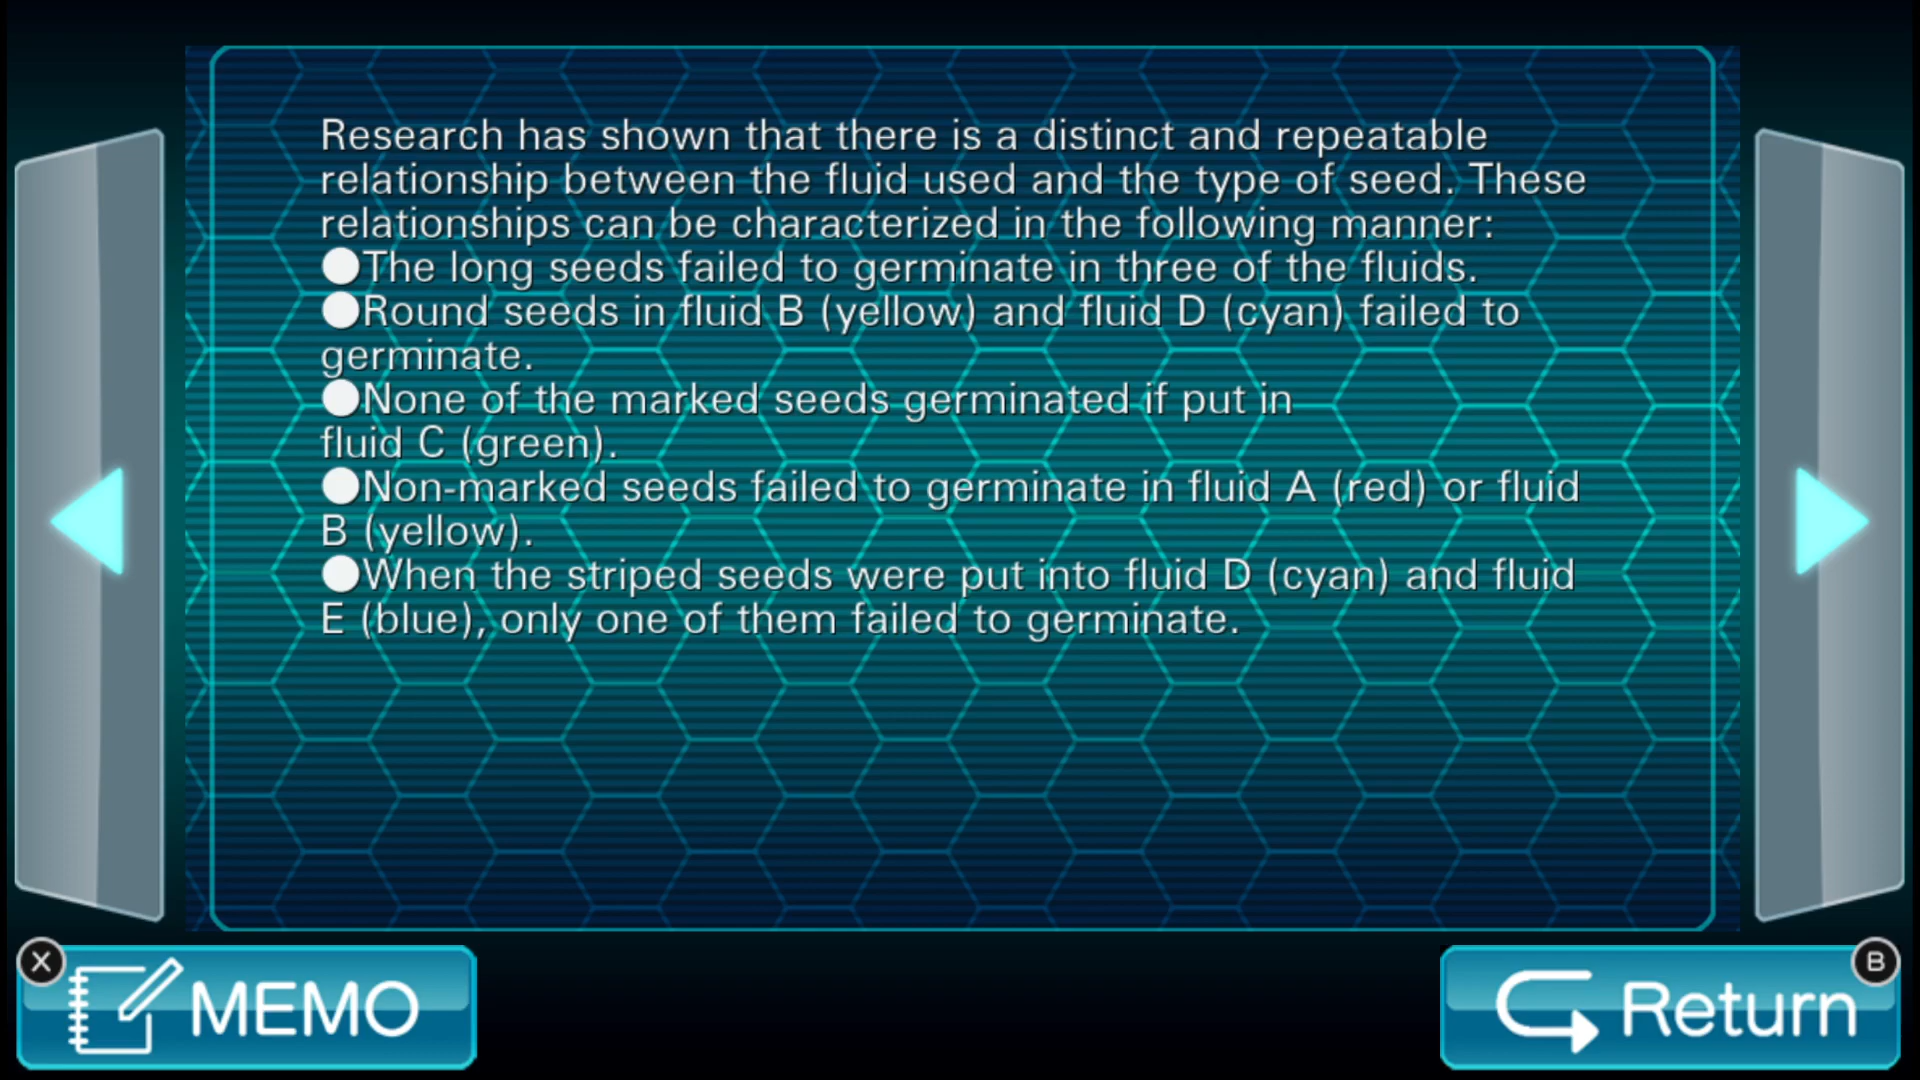 Research has shown that there is a distinct and repeatable
relationship between the fluid used and the type of seed. These
relationships can be characterized in the following manner:
●The long seeds failed to germinate in three of the fluids.
●Round seeds in fluid B (yellow) and fluid D (cyan) failed to
germinate.
●None of the marked seeds germinated if put in
fluid C (green).
●Non-marked seeds failed to germinate in fluid A (red) or fluid
B (yellow).
●When the striped seeds were put into fluid D (cyan) and fluid
E (blue), only one of them failed to germinate.
X
MEMO
B
Return